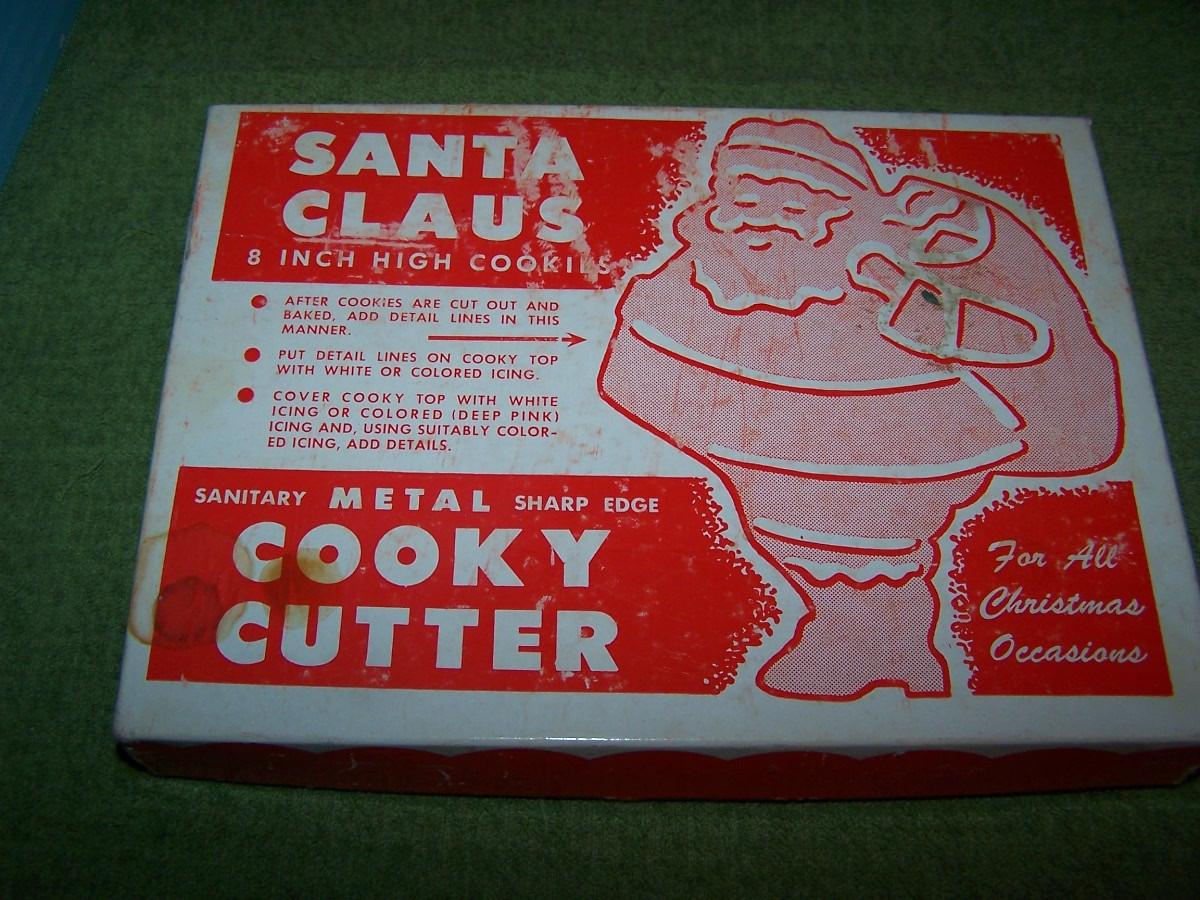 SANTA
CLAUS
8 INCH HIGH COOKIES
AFTER COOKIES ARE CUT OUT AND
BAKED, ADD DETAIL LINES IN THIS
MANNER.
PUT DETAIL LINES ON COOKY TOP
WITH WHITE OR COLORED ICING.
COVER COOKY TOP WITH WHITE
ICING OR COLORED (DEEP PINK)
ICING AND, USING SUITABLY COLOR-
ED ICING, ADD DETAILS.
SANITARY METAL SHARP EDGE
COOKY
CUTTER
For All
Christmas
Occasions